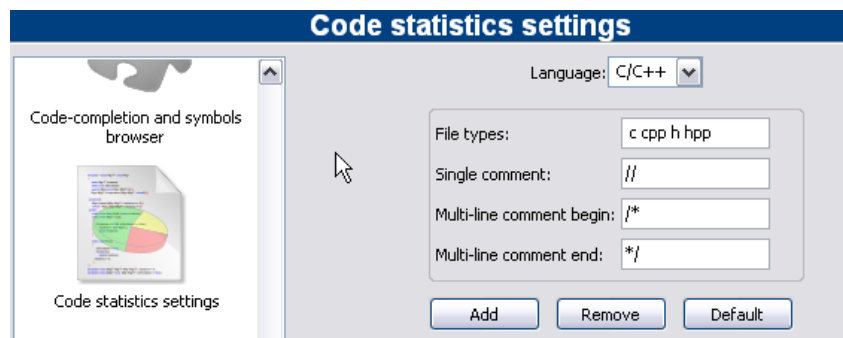 Code statistics settings
Code-completion and symbols
browser
Code statistics settings
Language: C/C++
File types: c cpp h hpp
Single comment: //
Multi-line comment begin: /*
Multi-line comment end: */
Add Remove Default